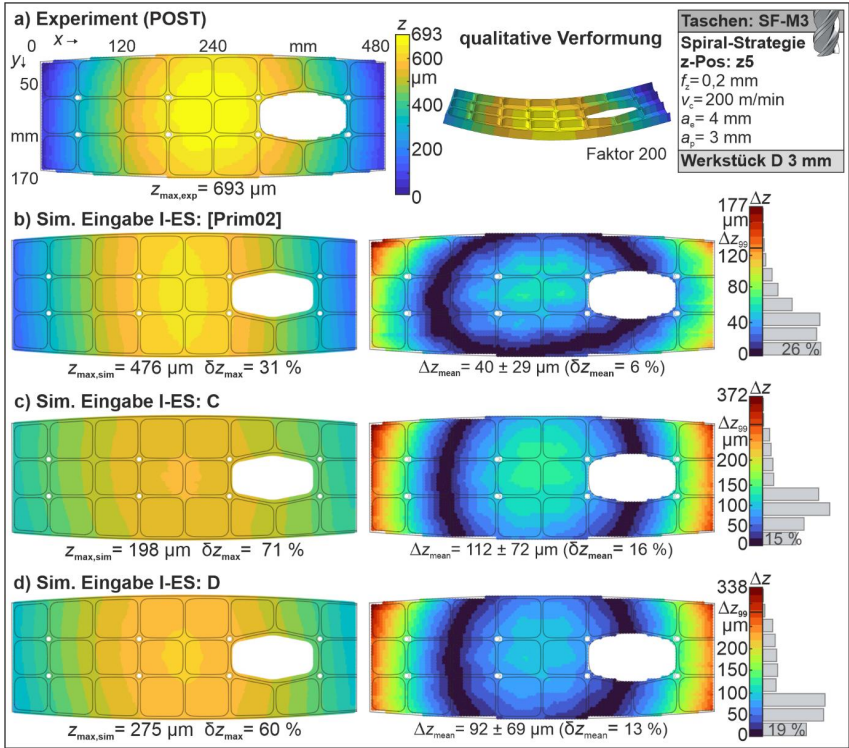 a) Experiment (POST)
0 x→ 120 240 mm 480
y↓
50
mm
170
z
693
µm
400
200
0
z_max,exp = 693 µm
qualitative Verformung
Faktor 200
Taschen: SF-M3
Spiral-Strategie
z-Pos: z5
f_z= 0,2 mm
v_c= 200 m/min
a_e= 4 mm
a_p= 3 mm
Werkstück D 3 mm
b) Sim. Eingabe I-ES: [Prim02]
z_max,sim = 476 µm δz_max = 31 %
Δz_mean = 40 ± 29 µm (δz_mean = 6 %)
177 Δz
µm
Δz_99
120
80
40
0
26 %
c) Sim. Eingabe I-ES: C
z_max,sim = 198 µm δz_max = 71 %
Δz_mean = 112 ± 72 µm (δz_mean = 16 %)
372 Δz
Δz_99
µm
200
150
100
50
0
15 %
d) Sim. Eingabe I-ES: D
z_max,sim = 275 µm δz_max = 60 %
Δz_mean = 92 ± 69 µm (δz_mean = 13 %)
338 Δz
Δz_99
µm
200
150
100
50
0
19 %